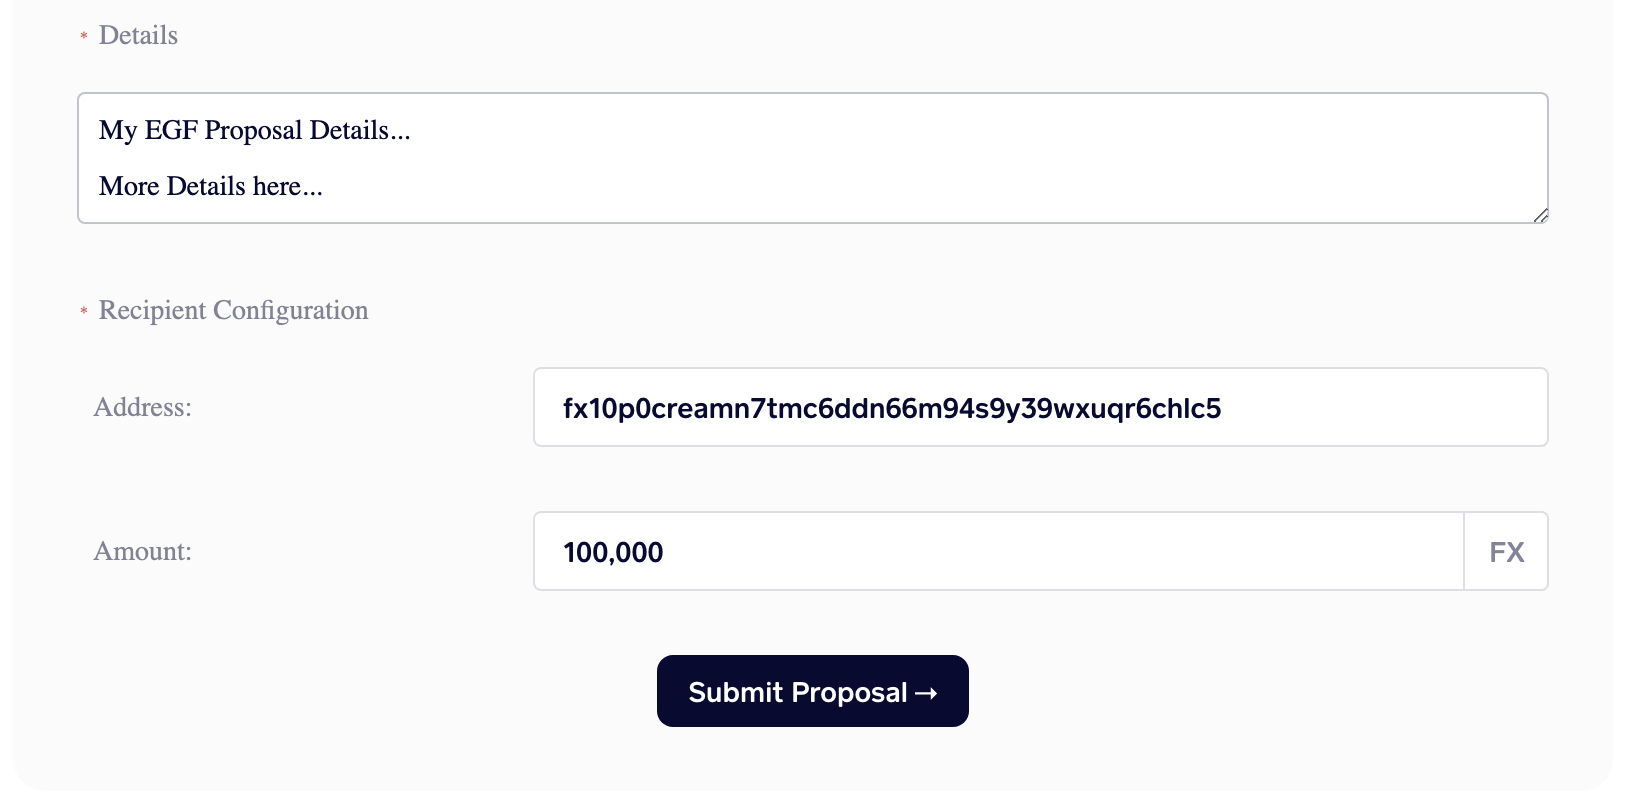 * Details
My EGF Proposal Details...
More Details here...
* Recipient Configuration
Address:
fx10p0creamn7tmc6ddn66m94s9y39wxuqr6chlc5
Amount:
100,000
FX
Submit Proposal →